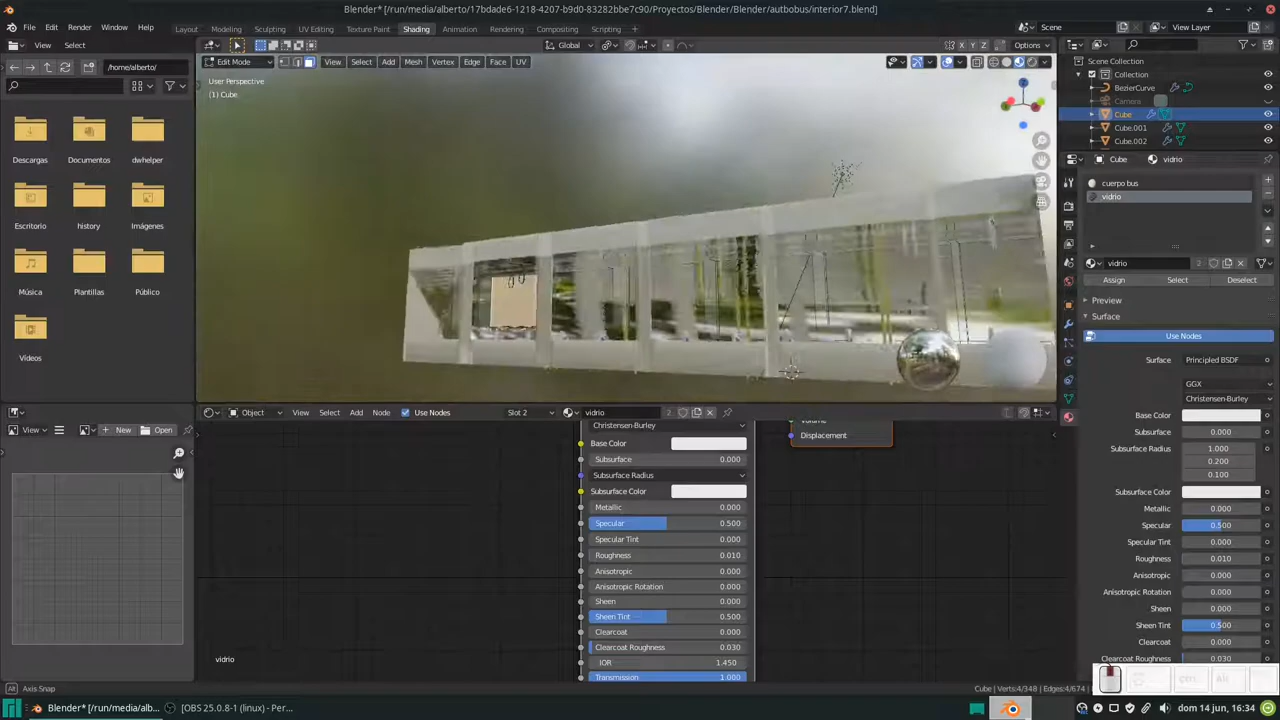 Blender* [/run/media/alberto/17bdade6-1218-4207-b9d0-83282bbe7c90/Proyectos/Blender/Blender/autbobus/interior7.blend]
File Edit Render Window Help
Layout Modeling Sculpting UV Editing Texture Paint Shading Animation Rendering Compositing Scripting
Scene
View Layer
View Select
Global
Options
/home/alberto/
Edit Mode
View Select Add Mesh Vertex Edge Face UV
User Perspective
(1) Cube
Descargas
Documentos
dwhelper
Escritorio
history
Imágenes
Música
Plantillas
Público
Vídeos
Scene Collection
Collection
BezierCurve
Camera
Cube
Cube.001
Cube.002
Cube
vidrio
cuerpo bus
vidrio
vidrio
2
Assign
Select
Deselect
Preview
Surface
Use Nodes
Surface
Principled BSDF
GGX
Christensen-Burley
Base Color
Subsurface 0.000
Subsurface Radius 1.000
0.200
0.100
Subsurface Color
Metallic 0.000
Specular 0.500
Specular Tint 0.000
Roughness 0.010
Anisotropic 0.000
Anisotropic Rotation 0.000
Sheen 0.000
Sheen Tint 0.500
Clearcoat 0.000
Clearcoat Roughness 0.030
View
New
Open
Object
View Select Add Node
Use Nodes
Slot 2
vidrio
2
Christensen-Burley
Base Color
Subsurface 0.000
Subsurface Radius
Subsurface Color
Metallic 0.000
Specular 0.500
Specular Tint 0.000
Roughness 0.010
Anisotropic 0.000
Anisotropic Rotation 0.000
Sheen 0.000
Sheen Tint 0.500
Clearcoat 0.000
Clearcoat Roughness 0.030
IOR 1.450
Transmission 1.000
Volume
Displacement
vidrio
Axis Snap
Cube | Verts:4/348 | Edges:4/674
Blender* [/run/media/alb...
[OBS 25.0.8-1 (linux) - Per...
dom 14 jun, 16:34